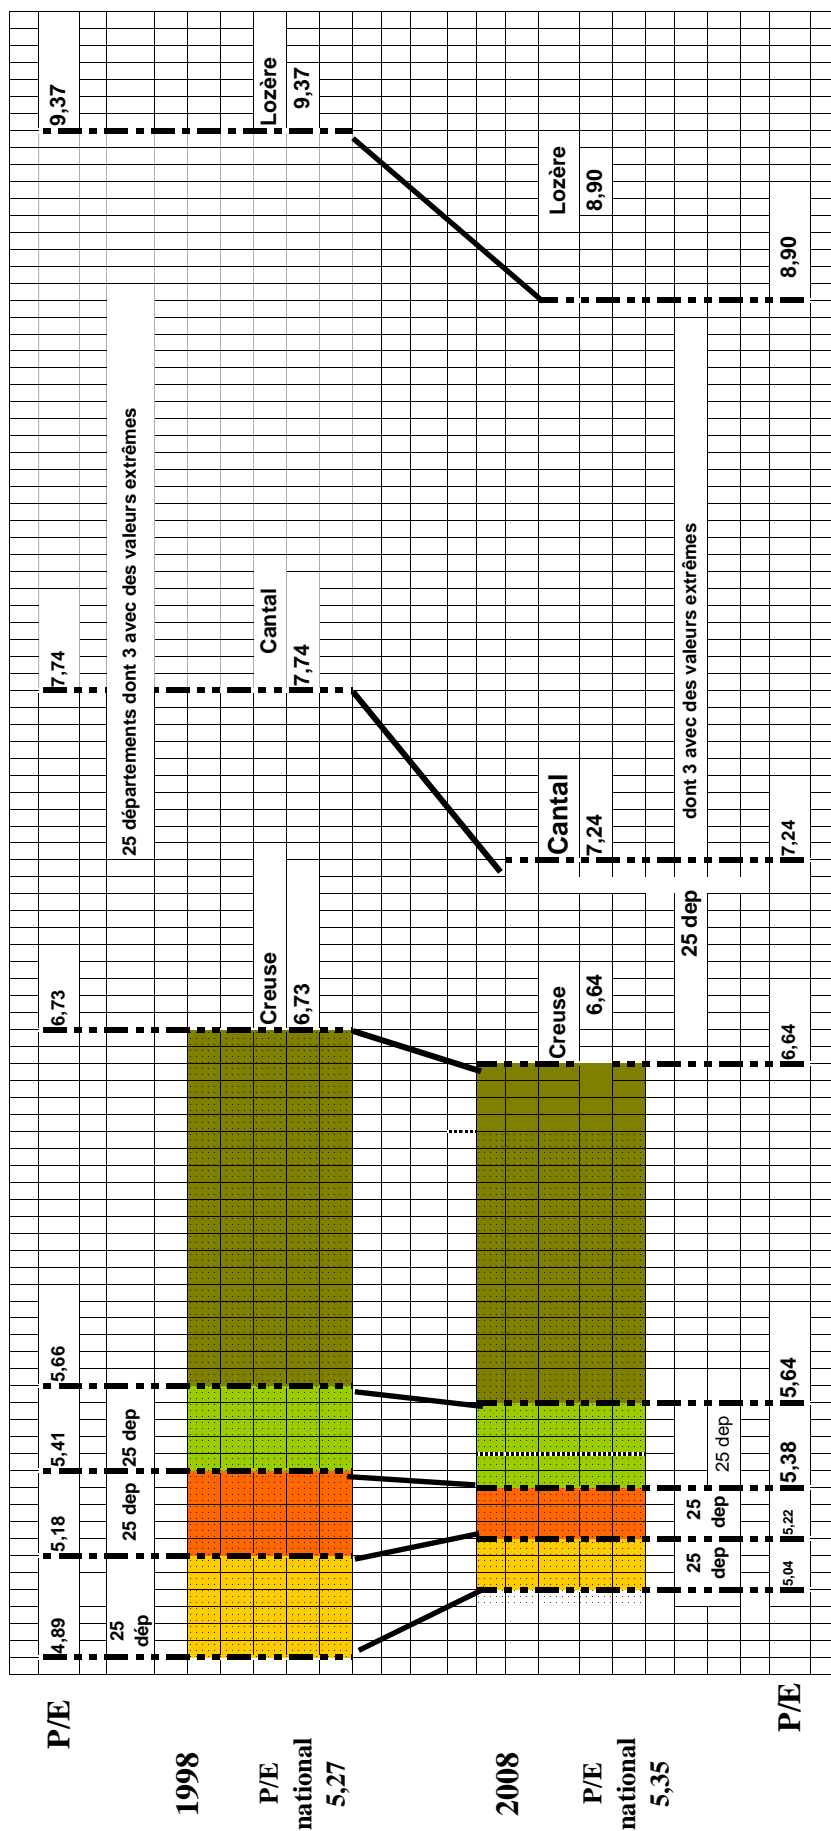 P/E
4,89
5,18
5,41
5,66
6,73
7,74
9,37
25
dép
25 dep
25 dep
25 départements dont 3 avec des valeurs extrêmes
1998
P/E
national
5,27
Creuse
6,73
Cantal
7,74
Lozère
9,37
2008
P/E
national
5,35
Creuse
6,64
Cantal
7,24
Lozère
8,90
25
dep
25
dep
25 dep
25 dep
dont 3 avec des valeurs extrêmes
P/E
5,04
5,22
5,38
5,64
6,64
7,24
8,90